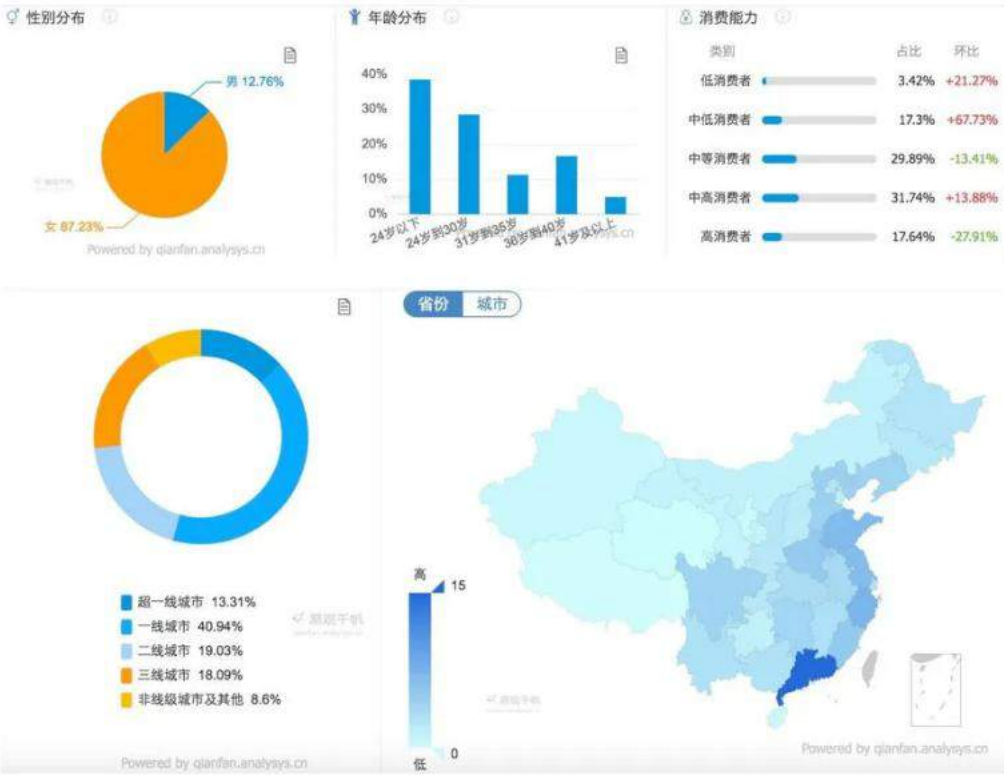 性别分布
男 12.76%
女 87.23%
Powered by qianfan.analysys.cn
年龄分布
40%
30%
20%
10%
0%
24岁以下
24岁到30岁
31岁到35岁
36岁到40岁
41岁及以上
消费能力
类别 占比 环比
低消费者 3.42% +21.27%
中低消费者 17.3% +67.73%
中等消费者 29.89% -13.41%
中高消费者 31.74% +13.88%
高消费者 17.64% -27.91%
超一线城市 13.31%
一线城市 40.94%
二线城市 19.03%
三线城市 18.09%
非线级城市及其他 8.6%
Powered by qianfan.analysys.cn
省份 城市
高
15
0
低
Powered by qianfan.analysys.cn